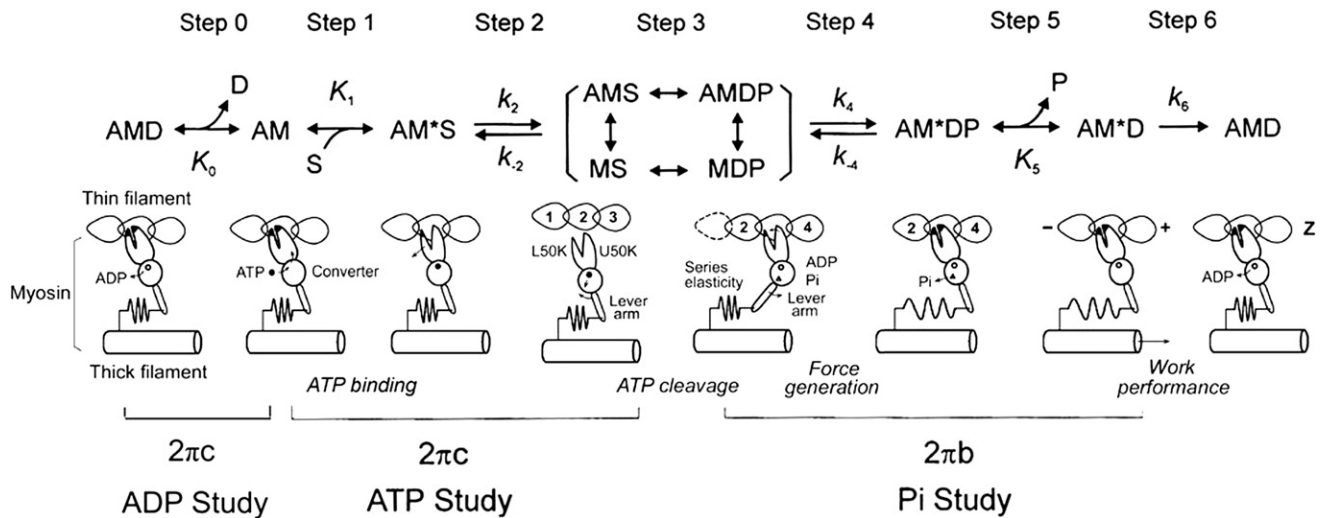 Step 0 Step 1 Step 2 Step 3 Step 4 Step 5 Step 6
D K₁ k₂ AMS AMDP k₄ P k₆
AMD AM AM*S AM*DP AM*D AMD
K₀ S k₋₂ MS MDP k₋₄ K₅
Thin filament
1 2 3 2 4 2 4 - + Z
L50K U50K
Myosin ADP ATP Converter Series elasticity ADP Pi Pi ADP
Lever arm Lever arm
Thick filament
ATP binding ATP cleavage Force generation Work performance
2πc 2πc 2πb
ADP Study ATP Study Pi Study